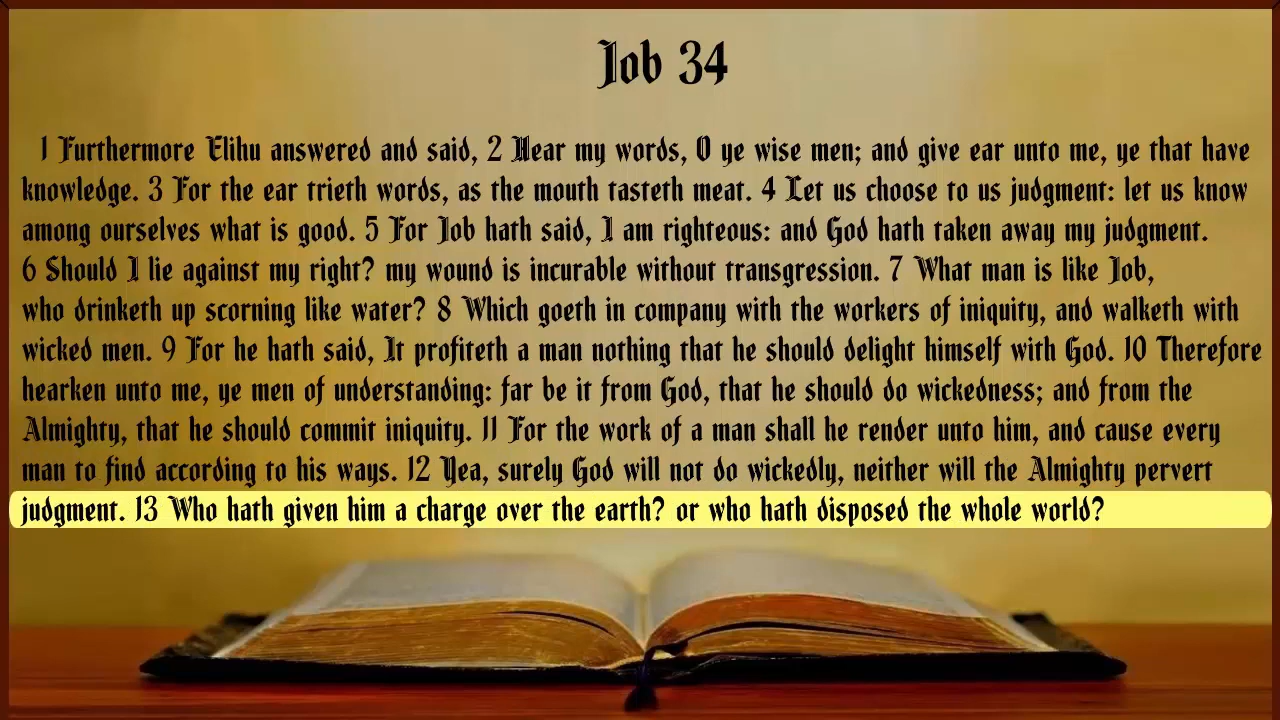 Job 34
1 Furthermore Elihu answered and said, 2 Hear my words, O ye wise men; and give ear unto me, ye that have
knowledge. 3 For the ear trieth words, as the mouth tasteth meat. 4 Let us choose to us judgment: let us know
among ourselves what is good. 5 For Job hath said, I am righteous: and God hath taken away my judgment.
6 Should I lie against my right? my wound is incurable without transgression. 7 What man is like Job,
who drinketh up scorning like water? 8 Which goeth in company with the workers of iniquity, and walketh with
wicked men. 9 For he hath said, It profiteth a man nothing that he should delight himself with God. 10 Therefore
hearken unto me, ye men of understanding: far be it from God, that he should do wickedness; and from the
Almighty, that he should commit iniquity. 11 For the work of a man shall he render unto him, and cause every
man to find according to his ways. 12 Yea, surely God will not do wickedly, neither will the Almighty pervert
judgment. 13 Who hath given him a charge over the earth? or who hath disposed the whole world?